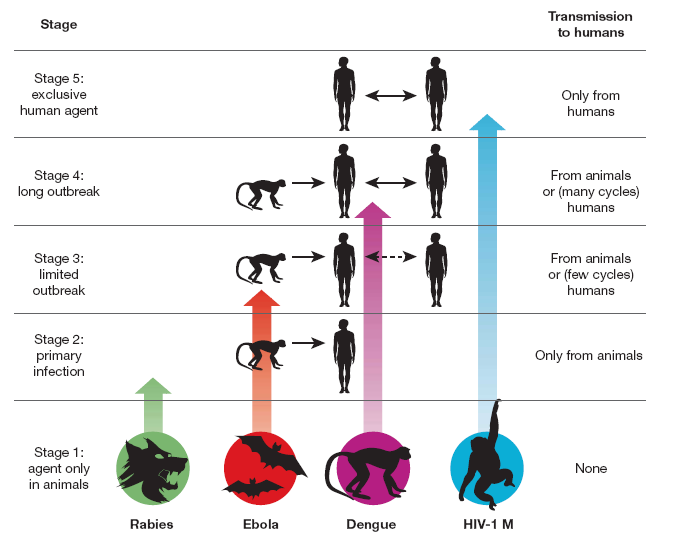 Stage
Transmission
to humans
Stage 5:
exclusive
human agent
Only from
humans
Stage 4:
long outbreak
From animals
or (many cycles)
humans
Stage 3:
limited
outbreak
From animals
or (few cycles)
humans
Stage 2:
primary
infection
Only from animals
Stage 1:
agent only
in animals
None
Rabies
Ebola
Dengue
HIV-1 M